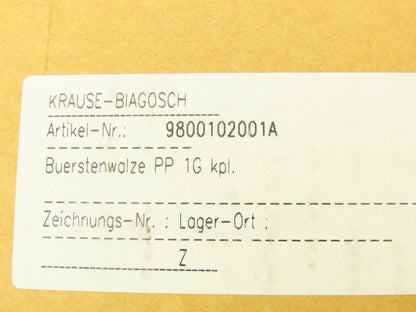 KRAUSE-BIAGOSCH
Artikel-Nr.: 9800102001A
Buerstenwalze PP 1G kpl.
Zeichnungs-Nr. : Lager-Ort :
Z